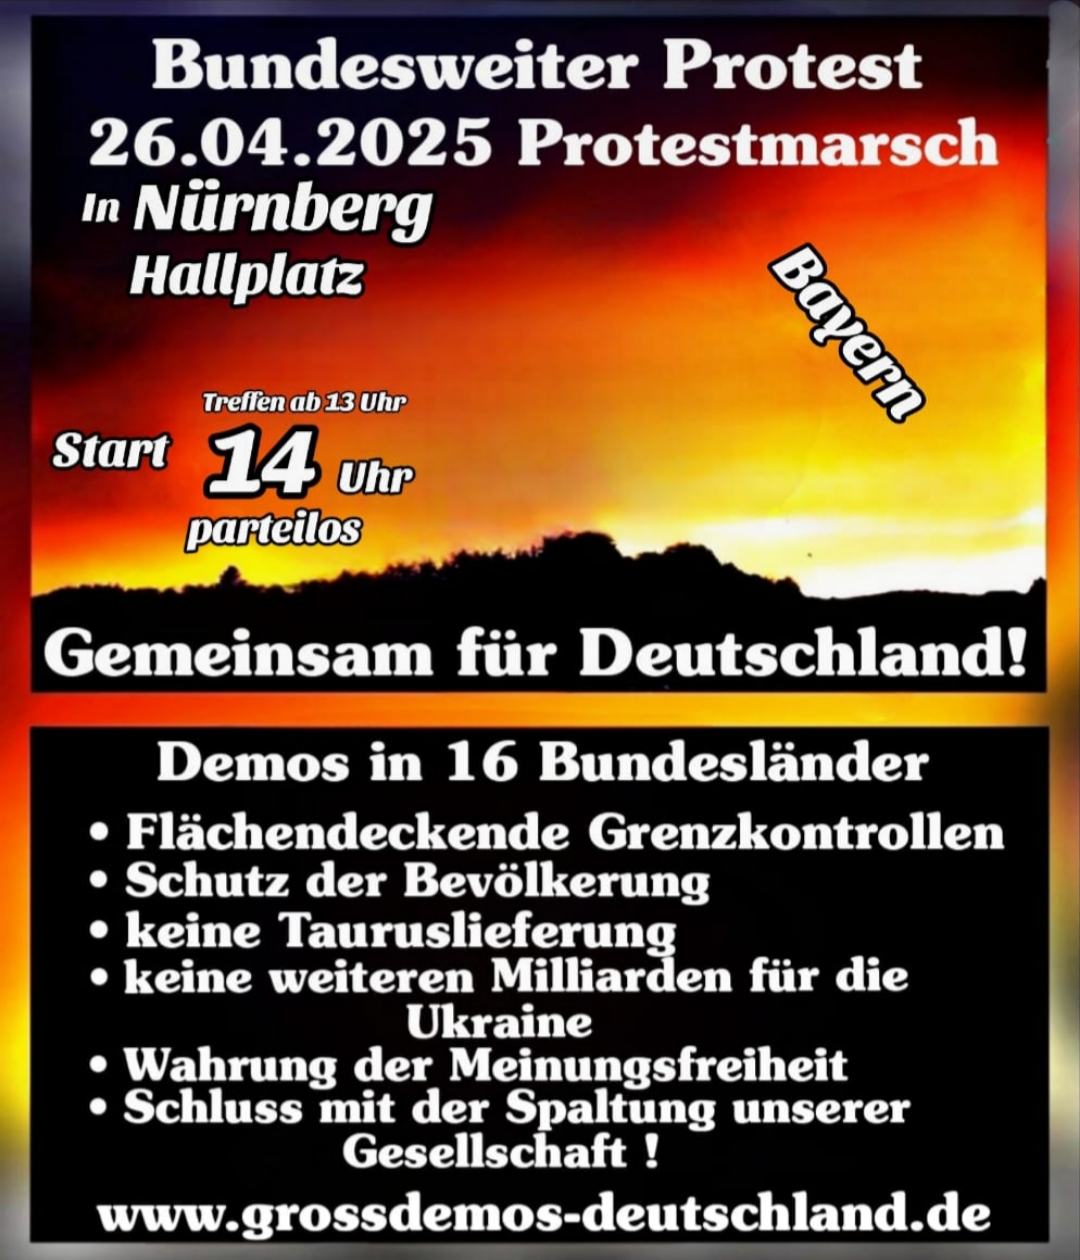 Bundesweiter Protest
26.04.2025 Protestmarsch
In Nürnberg
Hallplatz
Bayern
Treffen ab 13 Uhr
Start 14 Uhr
parteilos
Gemeinsam für Deutschland!
Demos in 16 Bundesländer
• Flächendeckende Grenzkontrollen
• Schutz der Bevölkerung
• keine Tauruslieferung
• keine weiteren Milliarden für die
Ukraine
• Wahrung der Meinungsfreiheit
• Schluss mit der Spaltung unserer
Gesellschaft !
www.grossdemos-deutschland.de